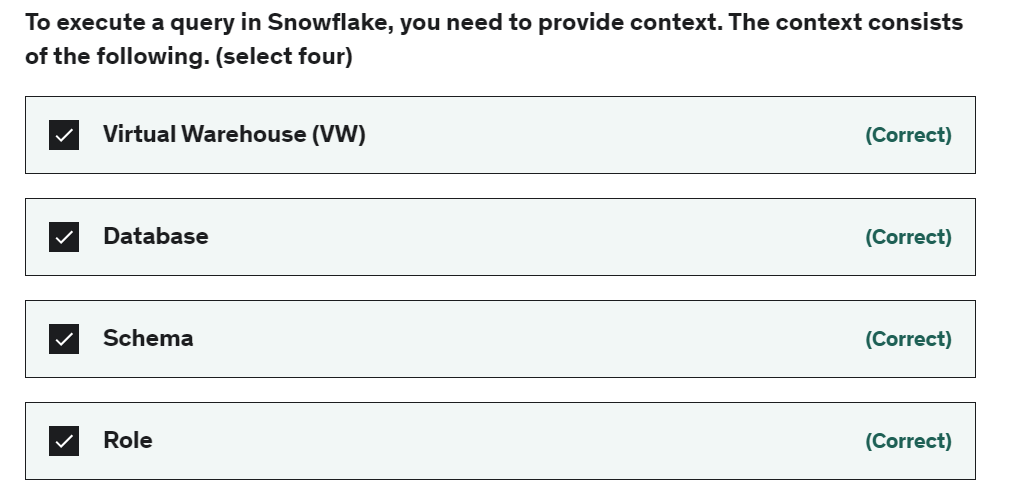 To execute a query in Snowflake, you need to provide context. The context consists
of the following. (select four)
Virtual Warehouse (VW) (Correct)
Database (Correct)
Schema (Correct)
Role (Correct)